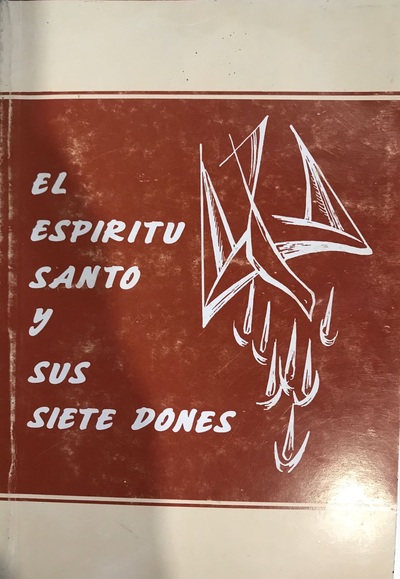 EL
ESPIRITU
SANTO
Y
SUS
SIETE DONES